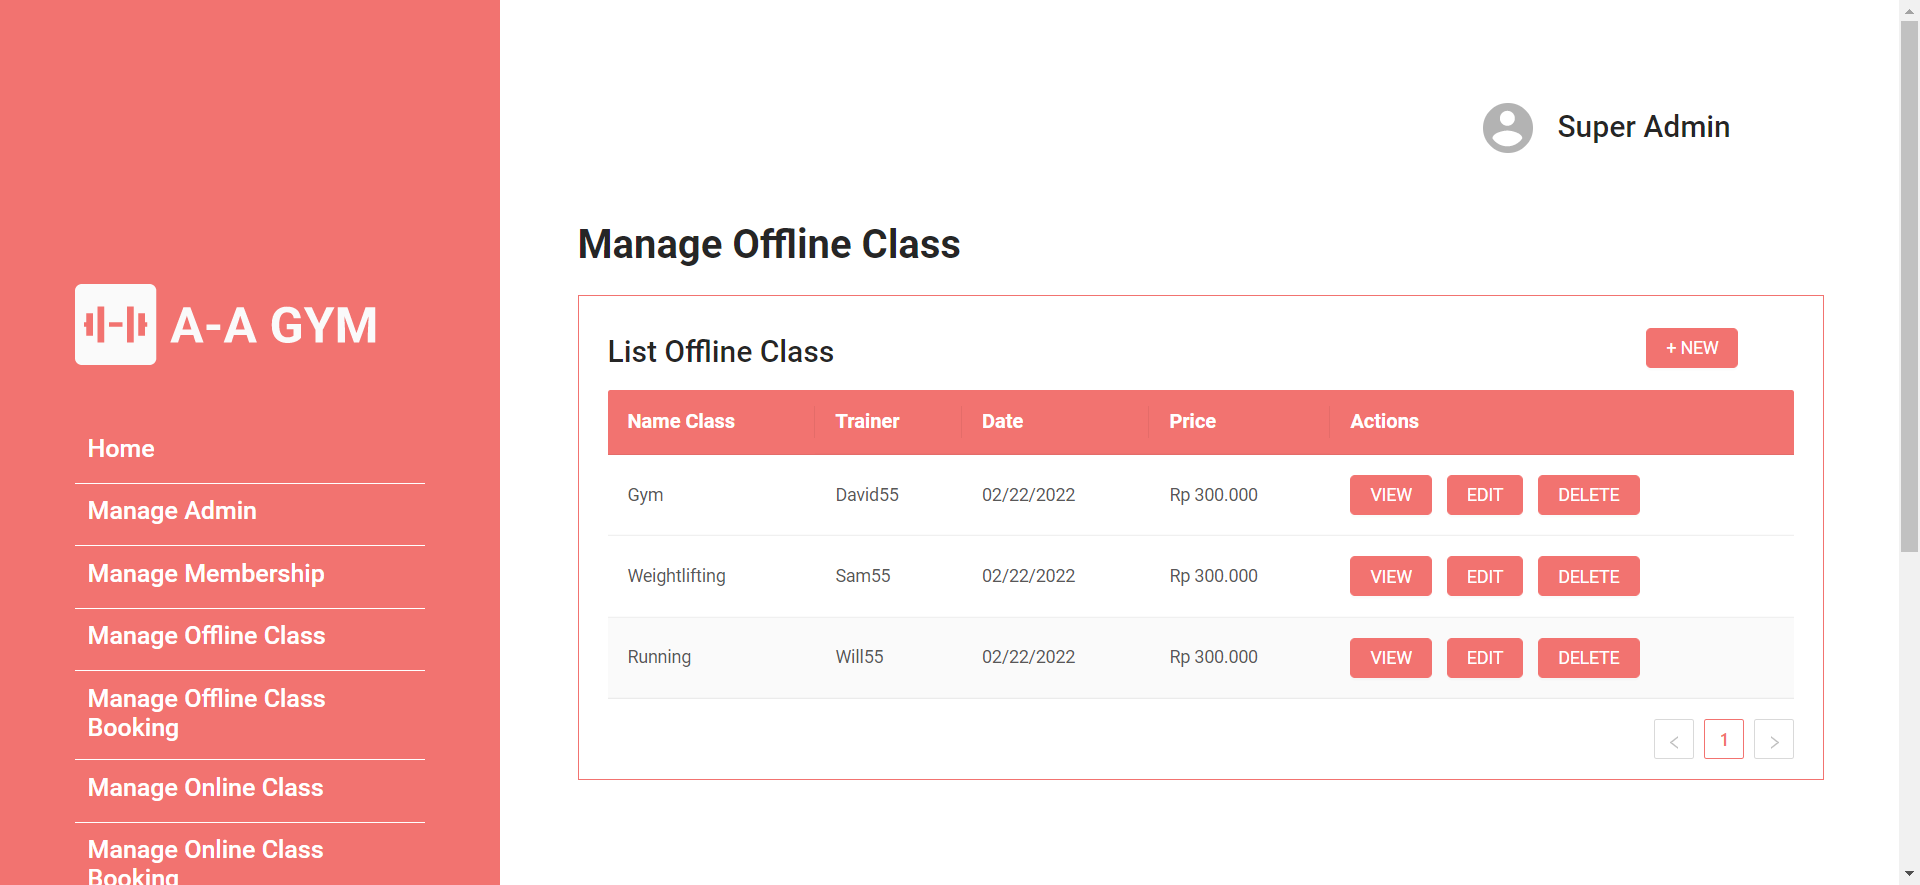 Super Admin
Manage Offline Class
A-A GYM
List Offline Class
+ NEW
Name Class Trainer Date Price Actions
Gym David55 02/22/2022 Rp 300.000 VIEW EDIT DELETE
Weightlifting Sam55 02/22/2022 Rp 300.000 VIEW EDIT DELETE
Running Will55 02/22/2022 Rp 300.000 VIEW EDIT DELETE
< 1 >
Home
Manage Admin
Manage Membership
Manage Offline Class
Manage Offline Class
Booking
Manage Online Class
Manage Online Class
Booking